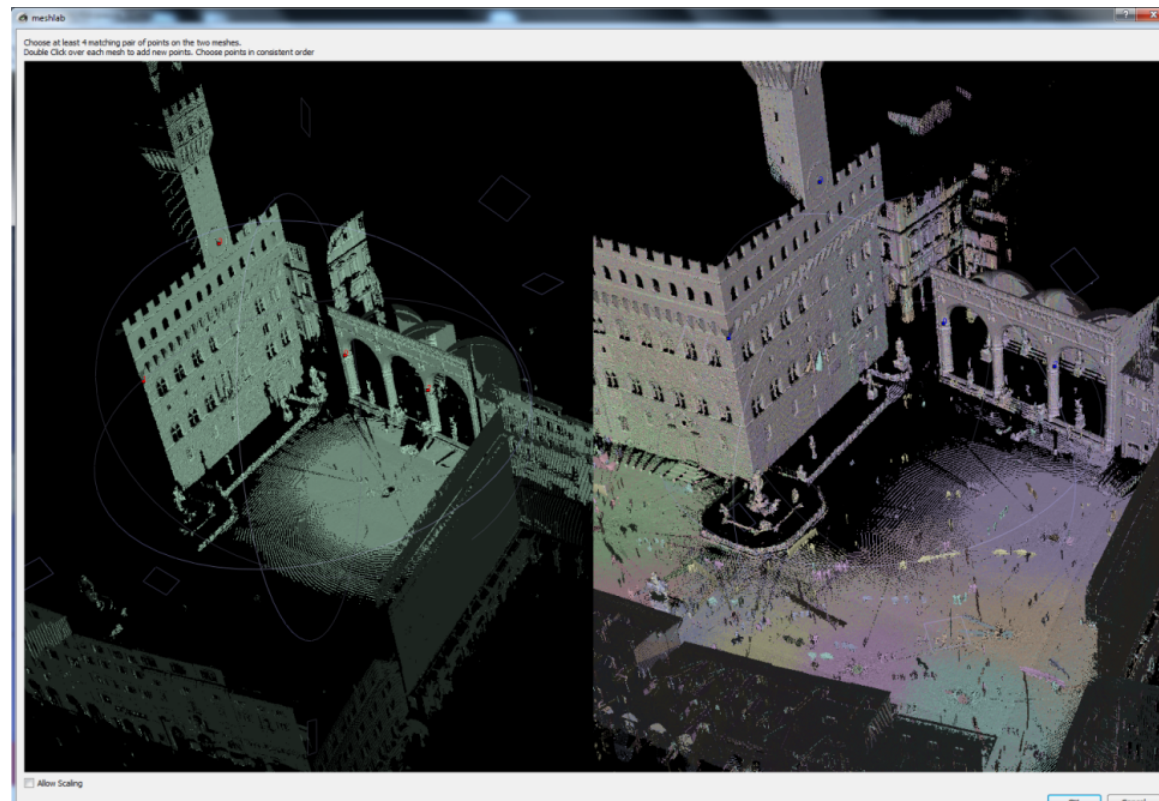 meshlab
Choose at least 4 matching pair of points on the two meshes.
Double Click over each mesh to add new points. Choose points in consistent order
Allow Scaling